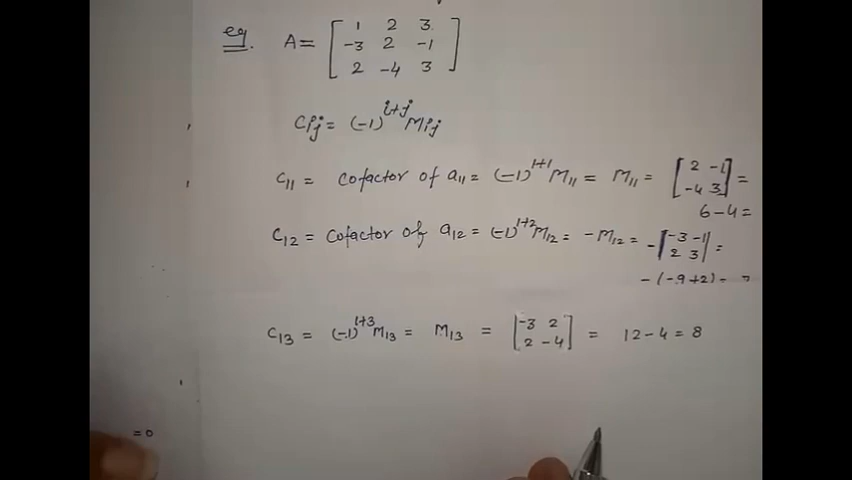 eg. A = [ 1 2 3
-3 2 -1
2 -4 3 ]
Cij = (-1)^i+j Mij
C11 = cofactor of a11 = (-1)^1+1 M11 = M11 = [ 2 -1
-4 3 ] =
6-4 =
C12 = Cofactor of a12 = (-1)^1+2 M12 = - M12 = - | -3 -1
2 3 | =
- (-9+2) -
C13 = (-1)^1+3 M13 = M13 = [ -3 2
2 -4 ] = 12-4 = 8
=0